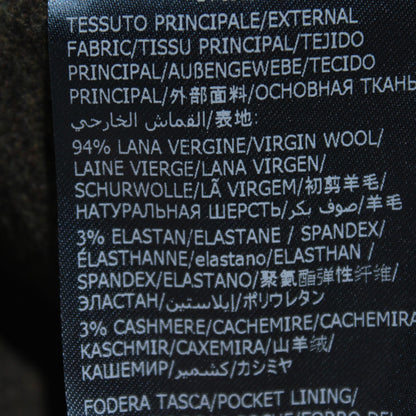 TESSUTO PRINCIPALE/EXTERNAL
FABRIC/TISSU PRINCIPAL/TEJIDO
PRINCIPAL/AUßENGEWEBE/TECIDO
PRINCIPAL/外部面料/ОСНОВНАЯ ТКАНЬ
القماش الخارجي/表地:
94% LANA VERGINE/VIRGIN WOOL/
LAINE VIERGE/LANA VIRGEN/
SCHURWOLLE/LÃ VIRGEM/初剪羊毛/
НАТУРАЛЬНАЯ ШЕРСТЬ/صوف بكر/羊毛
3% ELASTAN/ELASTANE / SPANDEX/
ÉLASTHANNE/elastano/ELASTHAN /
SPANDEX/ELASTANO/聚氨酯弹性纤维/
ЭЛАСТАН/إيلاستين/ポリウレタン
3% CASHMERE/CACHEMIRE/CACHEMIRA
KASCHMIR/CAXEMIRA/山羊绒/
КАШЕМИР/كشمير/カシミヤ
FODERA TASCA/POCKET LINING/